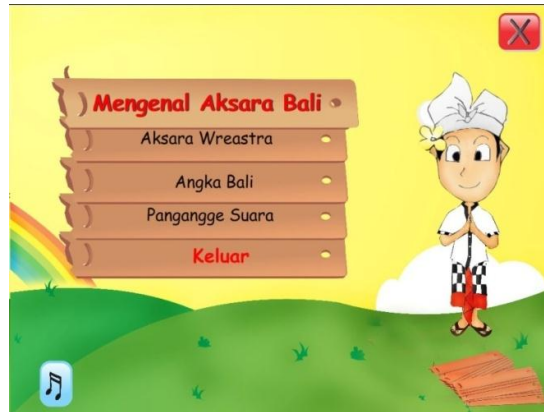 Mengenal Aksara Bali
Aksara Wreastra
Angka Bali
Pangangge Suara
Keluar